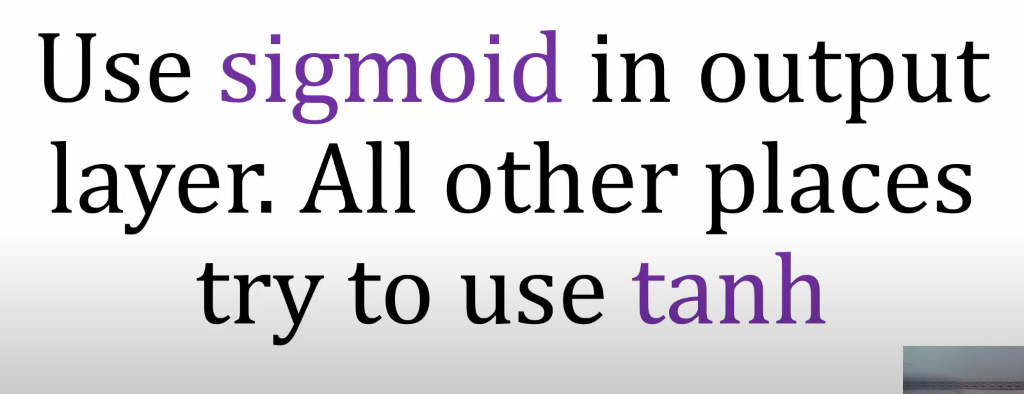 Use sigmoid in output
layer. All other places
try to use tanh